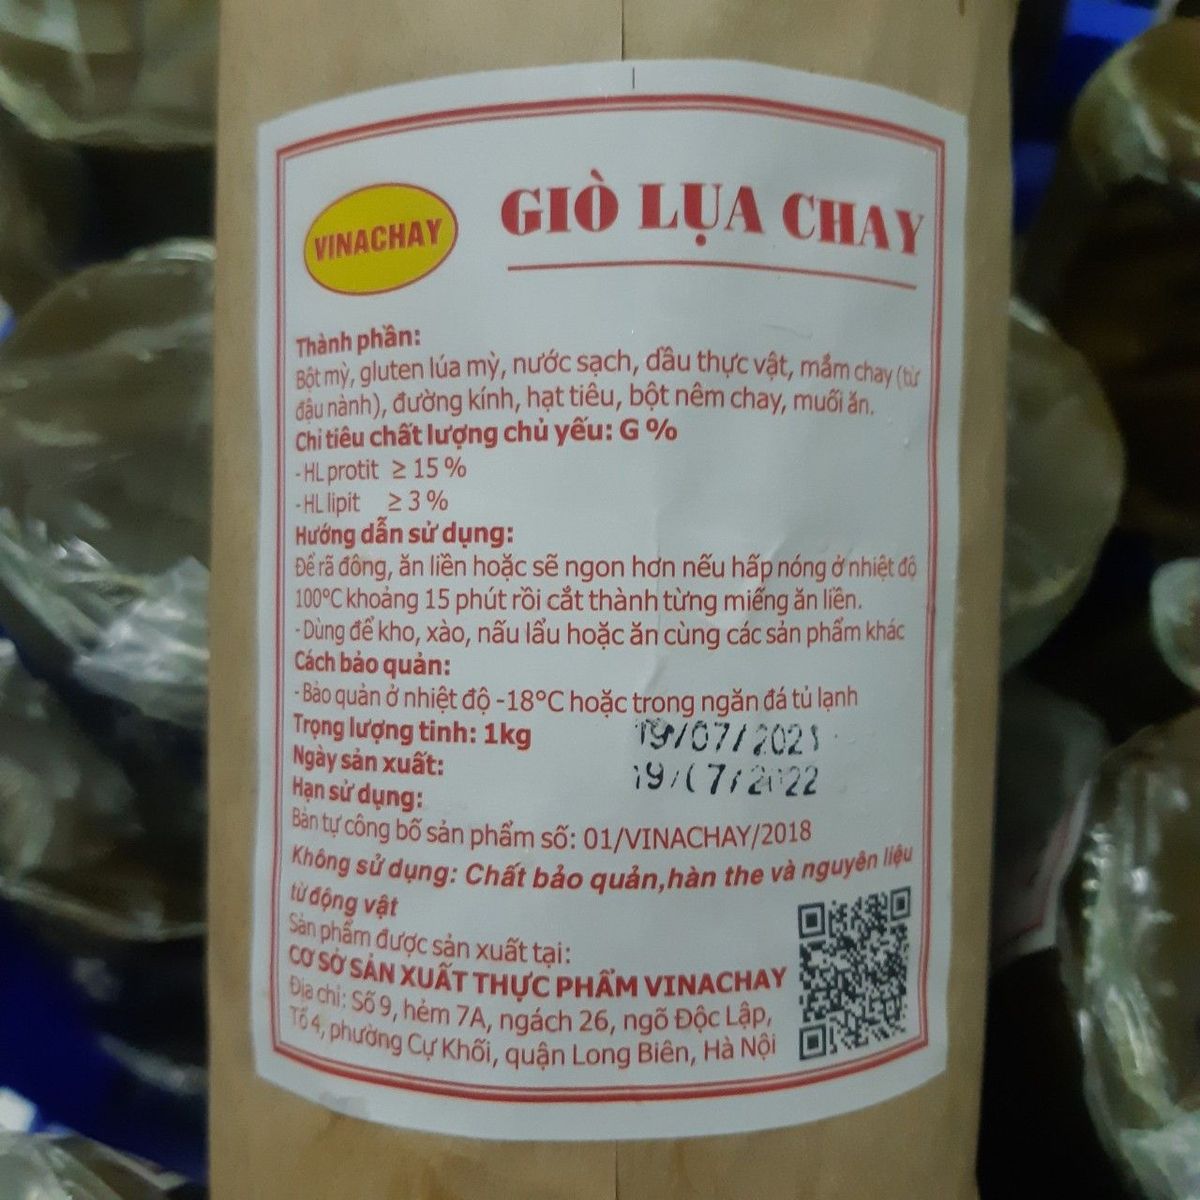 VINACHAY
GIÒ LỤA CHAY
Thành phần:
Bột mỳ, gluten lúa mỳ, nước sạch, dầu thực vật, mắm chay (từ
đậu nành), đường kính, hạt tiêu, bột nêm chay, muối ăn.
Chỉ tiêu chất lượng chủ yếu: G %
-HL protit ≥ 15 %
-HL lipit ≥ 3 %
Hướng dẫn sử dụng:
Để rã đông, ăn liền hoặc sẽ ngon hơn nếu hấp nóng ở nhiệt độ
100°C khoảng 15 phút rồi cắt thành từng miếng ăn liền.
-Dùng để kho, xào, nấu lẩu hoặc ăn cùng các sản phẩm khác
Cách bảo quản:
-Bảo quản ở nhiệt độ -18°C hoặc trong ngăn đá tủ lạnh
Trọng lượng tinh: 1kg
Ngày sản xuất: 19/07/2021
Hạn sử dụng: 19/07/2022
Bản tự công bố sản phẩm số: 01/VINACHAY/2018
Không sử dụng: Chất bảo quản,hàn the và nguyên liệu
từ động vật
Sản phẩm được sản xuất tại:
CƠ SỞ SẢN XUẤT THỰC PHẨM VINACHAY
Địa chỉ: Số 9, hẻm 7A, ngách 26, ngõ Độc Lập,
Tổ 4, phường Cự Khối, quận Long Biên, Hà Nội